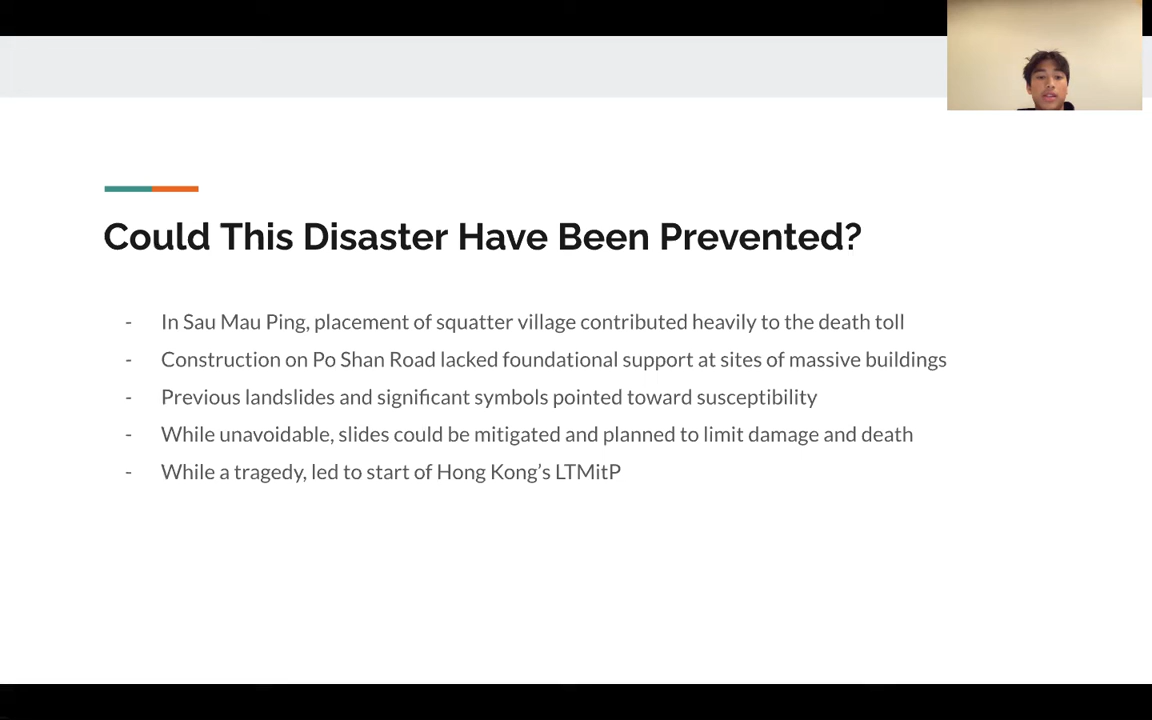 Could This Disaster Have Been Prevented?
- In Sau Mau Ping, placement of squatter village contributed heavily to the death toll
- Construction on Po Shan Road lacked foundational support at sites of massive buildings
- Previous landslides and significant symbols pointed toward susceptibility
- While unavoidable, slides could be mitigated and planned to limit damage and death
- While a tragedy, led to start of Hong Kong’s LTMitP